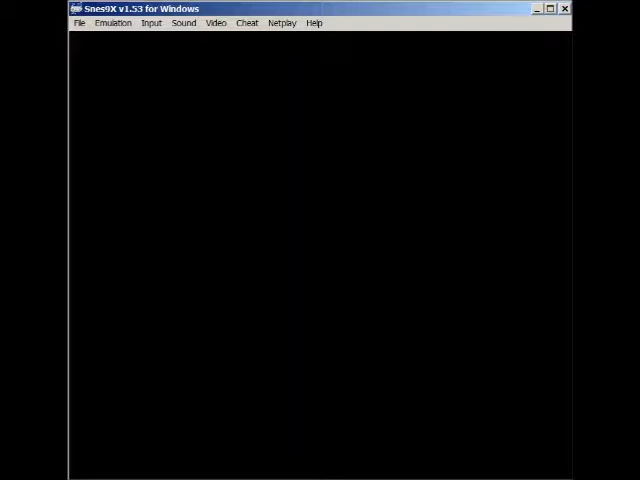 Snes9X v1.53 for Windows
File Emulation Input Sound Video Cheat Netplay Help